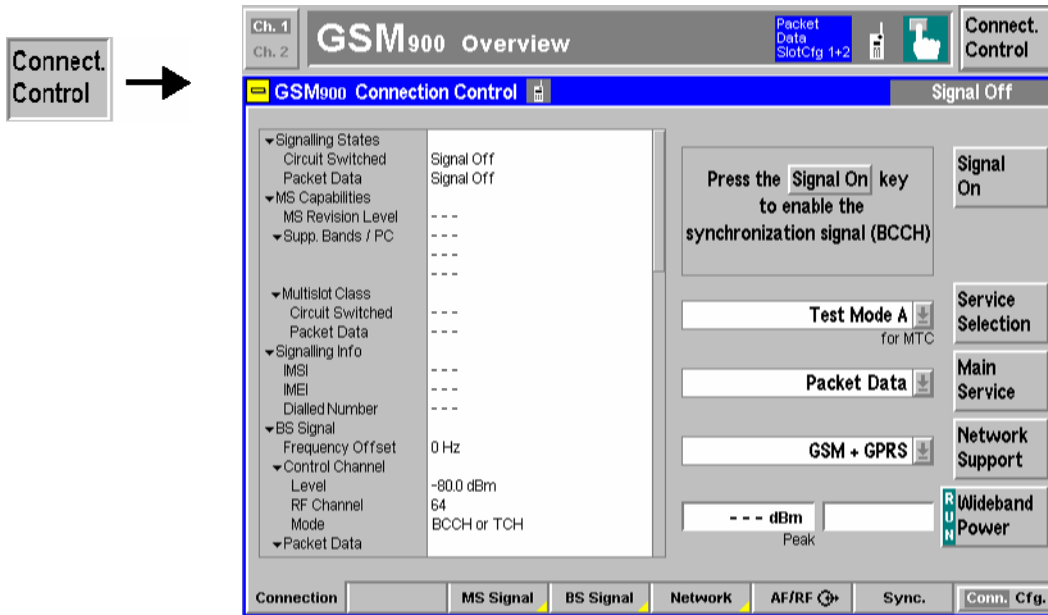 Connect.
Control
Ch. 1
Ch. 2
GSM900 Overview
Packet
Data
SlotCfg 1+2
Connect.
Control
GSM900 Connection Control
Signal Off
Signalling States
Circuit Switched Signal Off
Packet Data Signal Off
MS Capabilities
MS Revision Level - - -
Supp. Bands / PC - - -
- - -
- - -
Multislot Class
Circuit Switched - - -
Packet Data - - -
Signalling Info
IMSI - - -
IMEI - - -
Dialled Number - - -
BS Signal
Frequency Offset 0 Hz
Control Channel
Level -80.0 dBm
RF Channel 64
Mode BCCH or TCH
Packet Data
Press the Signal On key
to enable the
synchronization signal (BCCH)
Signal
On
Test Mode A
for MTC
Service
Selection
Packet Data
Main
Service
GSM + GPRS
Network
Support
- - - dBm
Peak
RUN
Wideband
Power
Connection
MS Signal
BS Signal
Network
AF/RF
Sync.
Conn. Cfg.